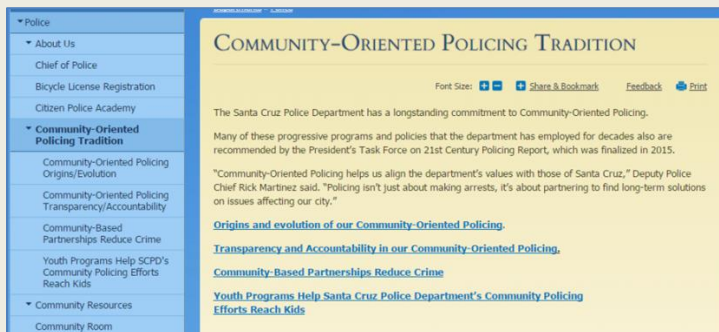 Police
About Us
Chief of Police
Bicycle License Registration
Citizen Police Academy
Community-Oriented
Policing Tradition
Community-Oriented Policing
Origins/Evolution
Community-Oriented Policing
Transparency/Accountability
Community-Based
Partnerships Reduce Crime
Youth Programs Help SCPD's
Community Policing Efforts
Reach Kids
Community Resources
Community Room
COMMUNITY-ORIENTED POLICING TRADITION
Font Size: + - + Share & Bookmark Feedback Print
The Santa Cruz Police Department has a longstanding commitment to Community-Oriented Policing.
Many of these progressive programs and policies that the department has employed for decades also are
recommended by the President's Task Force on 21st Century Policing Report, which was finalized in 2015.
"Community-Oriented Policing helps us align the department's values with those of Santa Cruz," Deputy Police
Chief Rick Martinez said. "Policing isn't just about making arrests, it's about partnering to find long-term solutions
on issues affecting our city."
Origins and evolution of our Community-Oriented Policing.
Transparency and Accountability in our Community-Oriented Policing.
Community-Based Partnerships Reduce Crime
Youth Programs Help Santa Cruz Police Department's Community Policing
Efforts Reach Kids